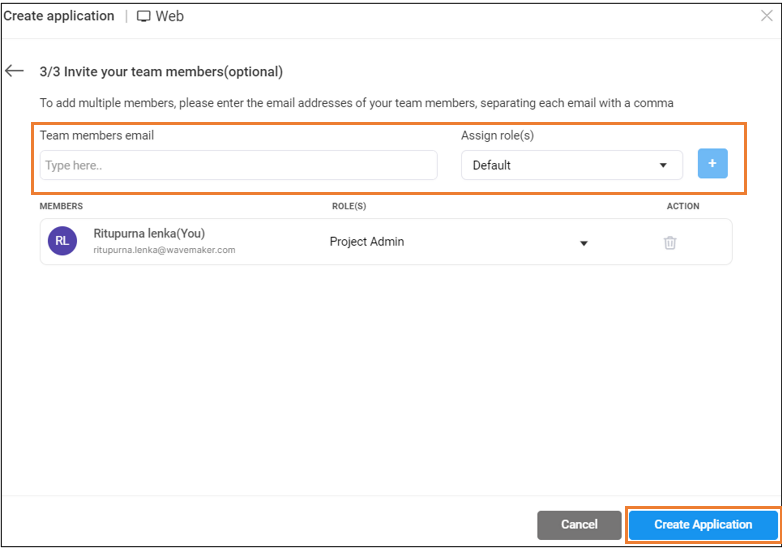 Create application | Web
3/3 Invite your team members(optional)
To add multiple members, please enter the email addresses of your team members, separating each email with a comma
Team members email Assign role(s)
Type here.. Default +
MEMBERS ROLE(S) ACTION
RL Ritupurna lenka(You) Project Admin
ritupurna.lenka@wavemaker.com
Cancel Create Application